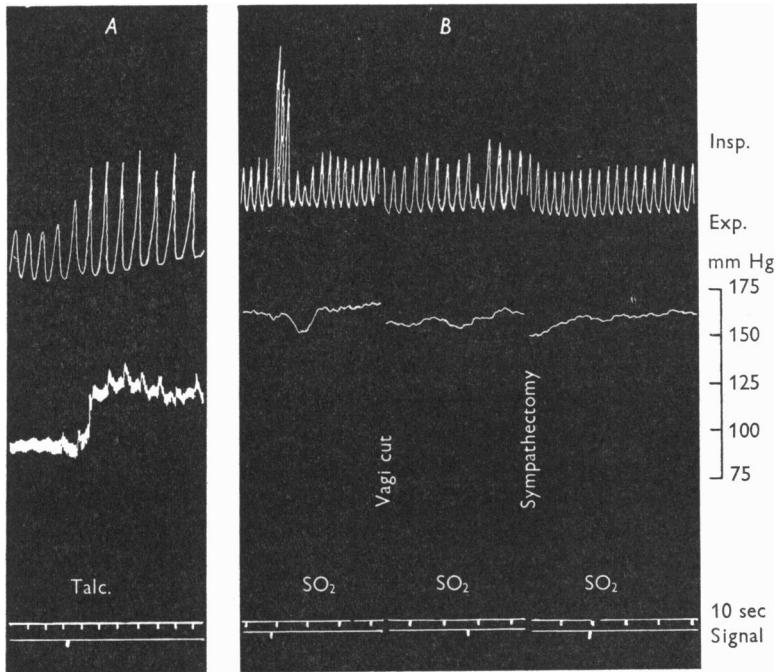 A
B
Insp.
Exp.
mm Hg
175
150
125
100
75
Vagi cut
Sympathectomy
Talc.
SO₂
SO₂
SO₂
10 sec
Signal